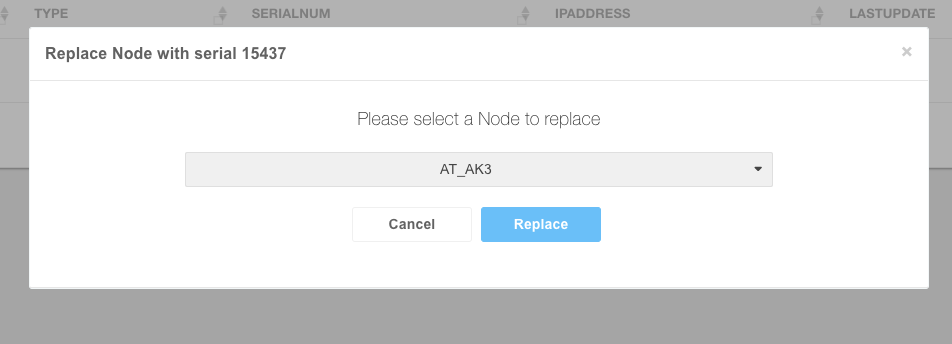 TYPE SERIALNUM IPADDRESS LASTUPDATE
Replace Node with serial 15437 ×
Please select a Node to replace
AT_AK3
Cancel Replace